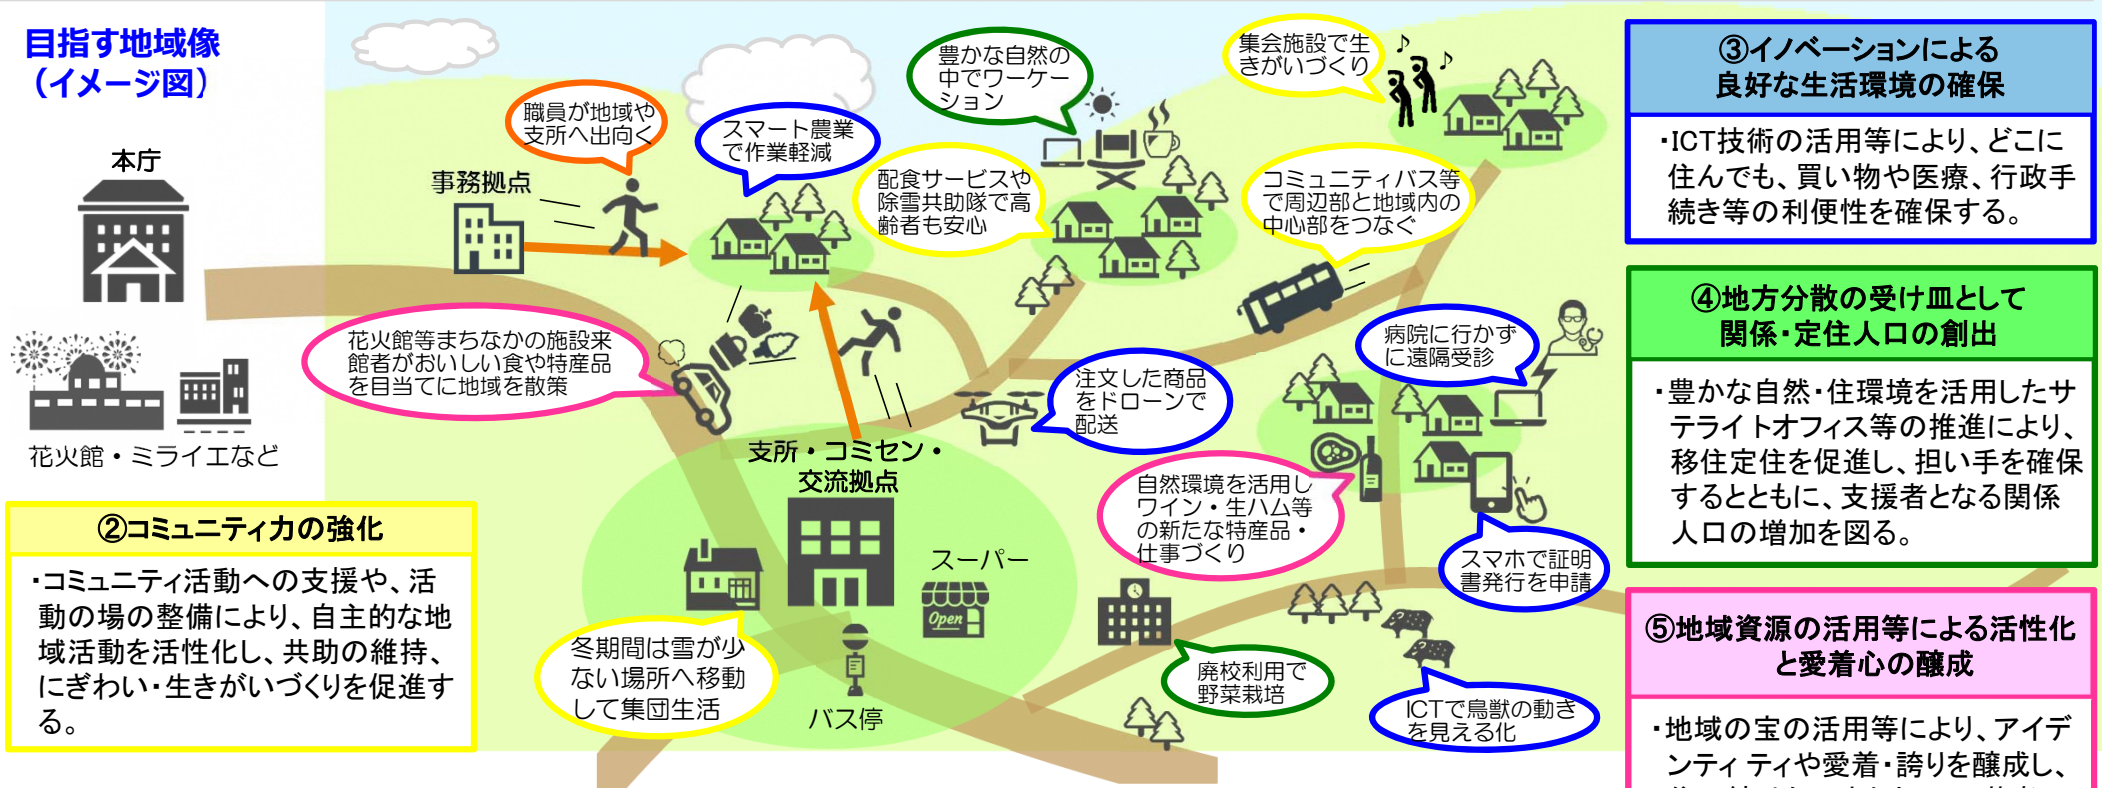 目指す地域像
（イメージ図）
本庁
花火館・ミライエなど
事務拠点
職員が地域や
支所へ出向く
スマート農業
で作業軽減
豊かな自然の
中でワーケー
ション
集会施設で生
きがいづくり
♪
♪
配食サービスや
除雪共助隊で高
齢者も安心
コミュニティバス等
で周辺部と地域内の
中心部をつなぐ
花火館等まちなかの施設来
館者がおいしい食や特産品
を目当てに地域を散策
注文した商品
をドローンで
配送
病院に行かず
に遠隔受診
支所・コミセン・
交流拠点
自然環境を活用し
ワイン・生ハム等
の新たな特産品・
仕事づくり
スマホで証明
書発行を申請
スーパー
Open
バス停
冬期間は雪が少
ない場所へ移動
して集団生活
廃校利用で
野菜栽培
ICTで鳥獣の動き
を見える化
②コミュニティ力の強化
・コミュニティ活動への支援や、活
動の場の整備により、自主的な地
域活動を活性化し、共助の維持、
にぎわい・生きがいづくりを促進す
る。
③イノベーションによる
良好な生活環境の確保
・ICT技術の活用等により、どこに
住んでも、買い物や医療、行政手
続き等の利便性を確保する。
④地方分散の受け皿として
関係・定住人口の創出
・豊かな自然・住環境を活用したサ
テライトオフィス等の推進により、
移住定住を促進し、担い手を確保
するとともに、支援者となる関係
人口の増加を図る。
⑤地域資源の活用等による活性化
と愛着心の醸成
・地域の宝の活用等により、アイデ
ンティティや愛着・誇りを醸成し、